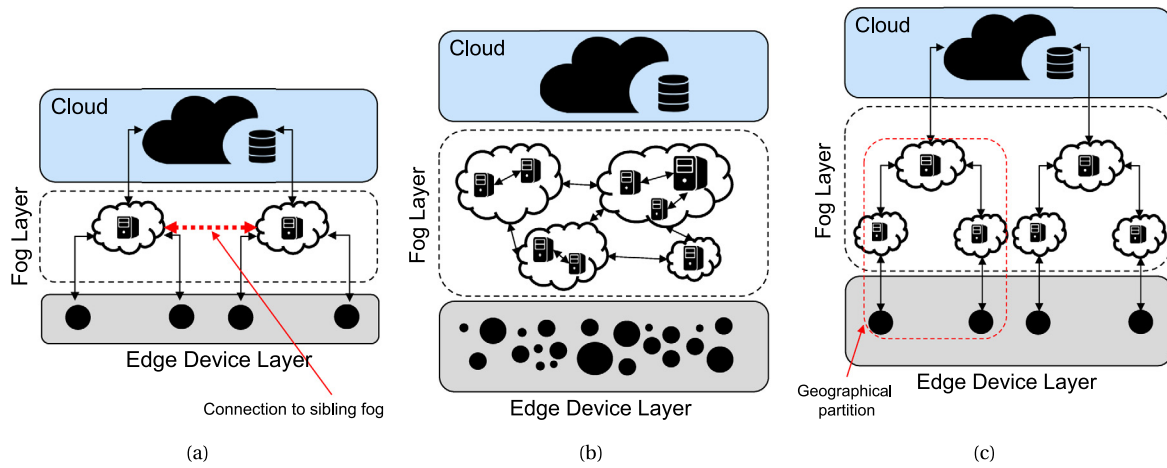 Cloud
Fog Layer
Edge Device Layer
Connection to sibling fog
(a)
Cloud
Fog Layer
Edge Device Layer
(b)
Cloud
Fog Layer
Edge Device Layer
Geographical
partition
(c)